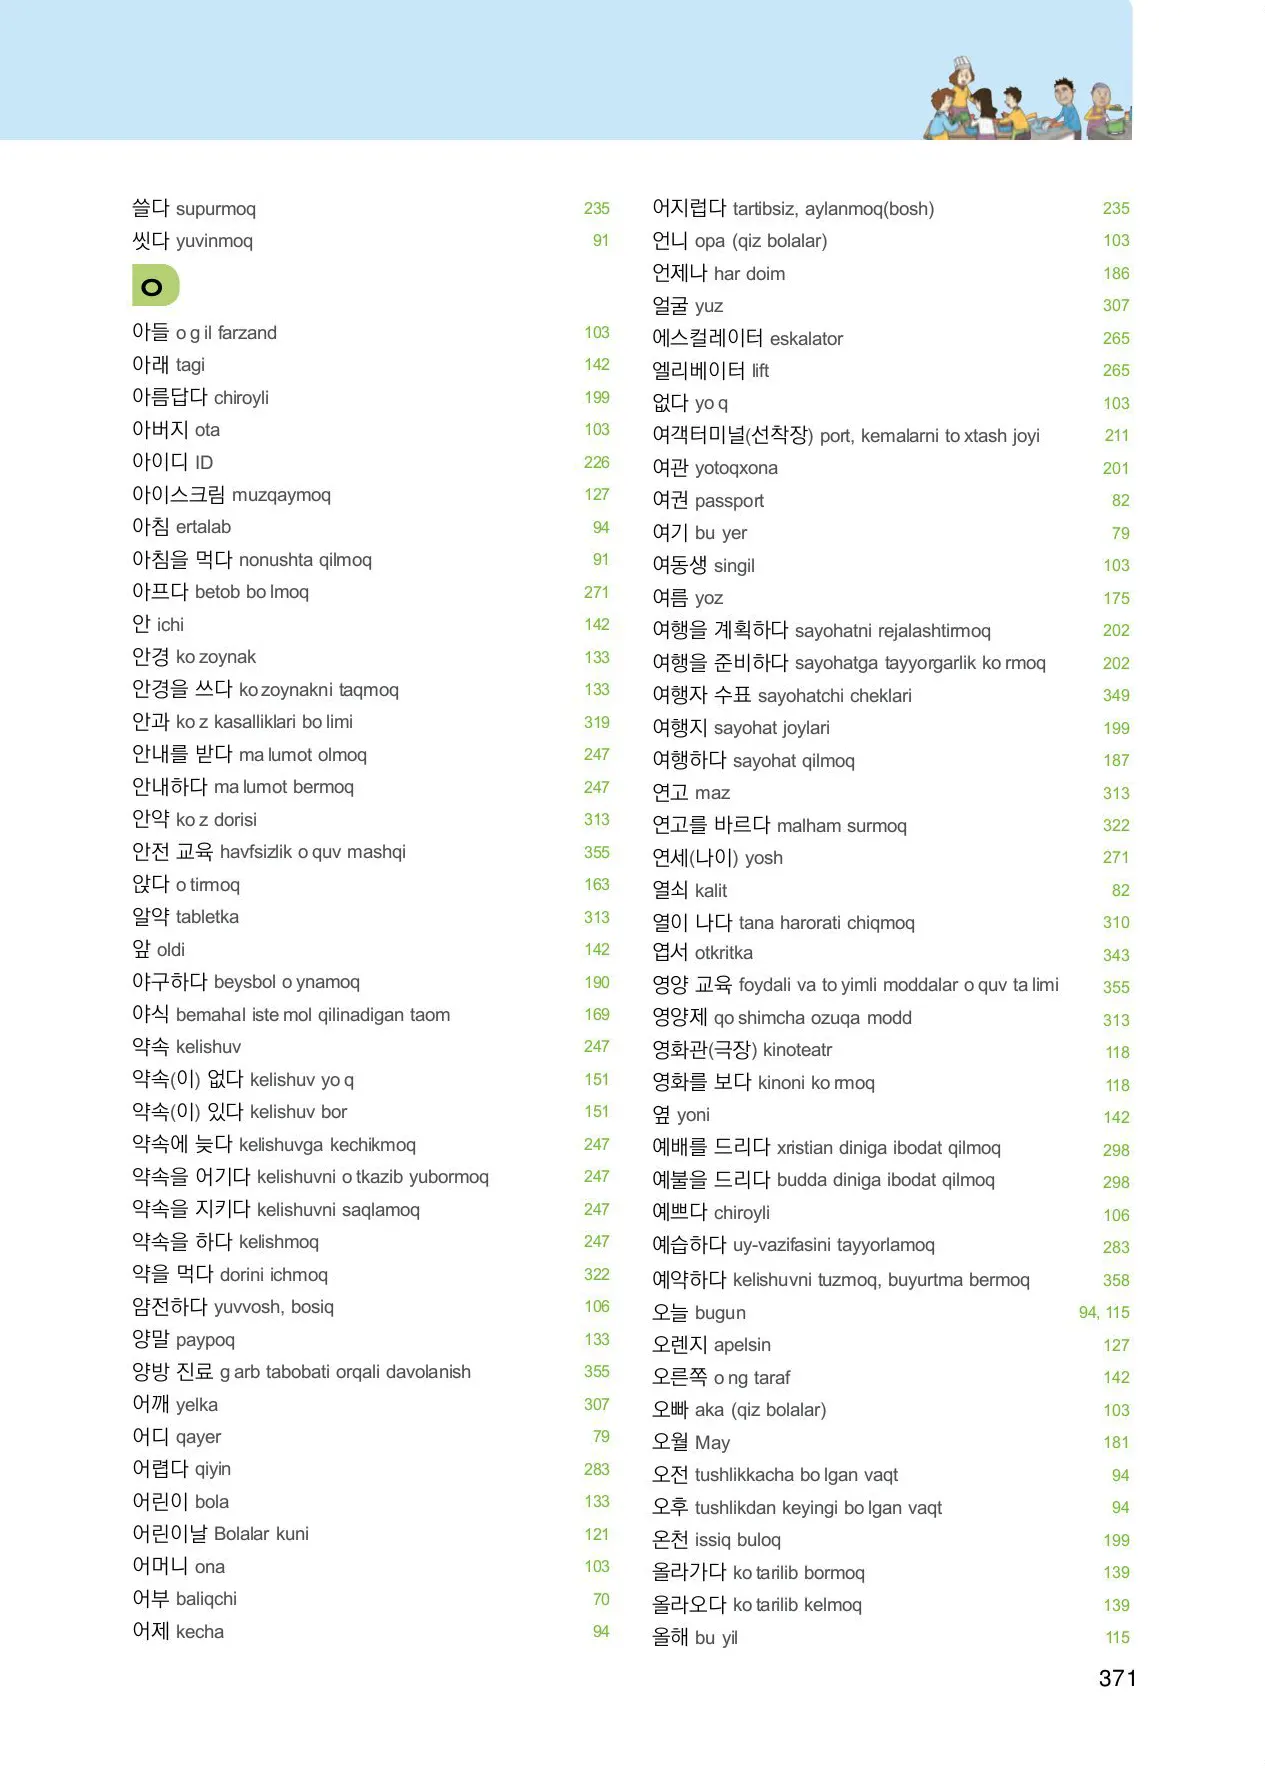 쓸다 supurmoq 235
씻다 yuvinmoq 91
ㅇ
아들 o g il farzand 103
아래 tagi 142
아름답다 chiroyli 199
아버지 ota 103
아이디 ID 226
아이스크림 muzqaymoq 127
아침 ertalab 94
아침을 먹다 nonushta qilmoq 91
아프다 betob bo lmoq 271
안 ichi 142
안경 ko zoynak 133
안경을 쓰다 ko zoynakni taqmoq 133
안과 ko z kasalliklari bo limi 319
안내를 받다 ma lumot olmoq 247
안내하다 ma lumot bermoq 247
안약 ko z dorisi 313
안전 교육 havfsizlik o quv mashqi 355
앉다 o tirmoq 163
알약 tabletka 313
앞 oldi 142
야구하다 beysbol o ynamoq 190
야식 bemahal iste mol qilinadigan taom 169
약속 kelishuv 247
약속(이) 없다 kelishuv yo q 151
약속(이) 있다 kelishuv bor 151
약속에 늦다 kelishuvga kechikmoq 247
약속을 어기다 kelishuvni o tkazib yubormoq 247
약속을 지키다 kelishuvni saqlamoq 247
약속을 하다 kelishmoq 247
약을 먹다 dorini ichmoq 322
얌전하다 yuvvosh, bosiq 106
양말 paypoq 133
양방 진료 g arb tabobati orqali davolanish 355
어깨 yelka 307
어디 qayer 79
어렵다 qiyin 283
어린이 bola 133
어린이날 Bolalar kuni 121
어머니 ona 103
어부 baliqchi 70
어제 kecha 94
어지럽다 tartibsiz, aylanmoq(bosh) 235
언니 opa (qiz bolalar) 103
언제나 har doim 186
얼굴 yuz 307
에스컬레이터 eskalator 265
엘리베이터 lift 265
없다 yo q 103
여객터미널(선착장) port, kemalarni to xtash joyi 211
여관 yotoqxona 201
여권 passport 82
여기 bu yer 79
여동생 singil 103
여름 yoz 175
여행을 계획하다 sayohatni rejalashtirmoq 202
여행을 준비하다 sayohatga tayyorgarlik ko rmoq 202
여행자 수표 sayohatchi cheklari 349
여행지 sayohat joylari 199
여행하다 sayohat qilmoq 187
연고 maz 313
연고를 바르다 malham surmoq 322
연세(나이) yosh 271
열쇠 kalit 82
열이 나다 tana harorati chiqmoq 310
엽서 otkritka 343
영양 교육 foydali va to yimli moddalar o quv ta limi 355
영양제 qo shimcha ozuqa modd 313
영화관(극장) kinoteatr 118
영화를 보다 kinoni ko rmoq 118
옆 yoni 142
예배를 드리다 xristian diniga ibodat qilmoq 298
예불을 드리다 budda diniga ibodat qilmoq 298
예쁘다 chiroyli 106
예습하다 uy-vazifasini tayyorlamoq 283
예약하다 kelishuvni tuzmoq, buyurtma bermoq 358
오늘 bugun 94, 115
오렌지 apelsin 127
오른쪽 o ng taraf 142
오빠 aka (qiz bolalar) 103
오월 May 181
오전 tushlikkacha bo lgan vaqt 94
오후 tushlikdan keyingi bo lgan vaqt 94
온천 issiq buloq 199
올라가다 ko tarilib bormoq 139
올라오다 ko tarilib kelmoq 139
올해 bu yil 115
371